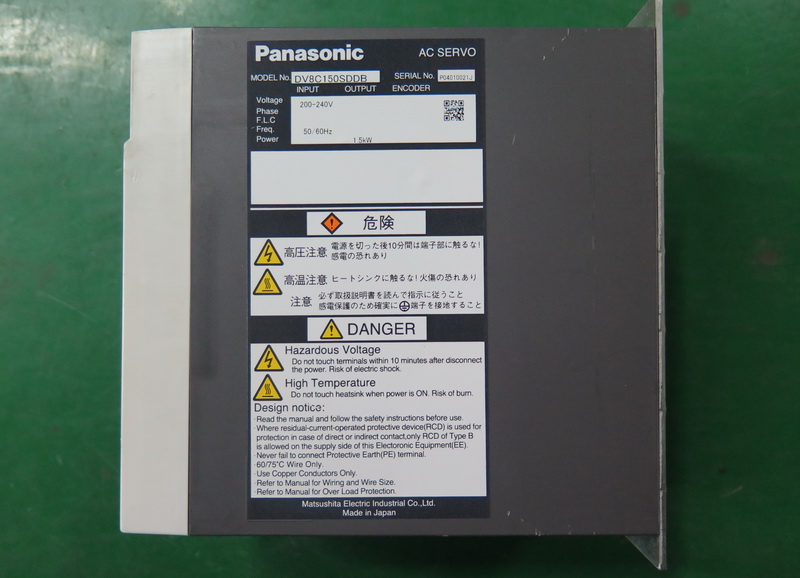 Panasonic AC SERVO
MODEL No. DV8C150SDDB SERIAL No. P04010021J
INPUT OUTPUT ENCODER
Voltage 200-240V
Phase
F.L.C
Freq. 50/60Hz
Power 1.5kW
危険
高圧注意 電源を切った後10分間は端子部に触るな!
感電の恐れあり
高温注意 ヒートシンクに触るな!火傷の恐れあり
注意 必ず取扱説明書を読んで指示に従うこと
感電保護のため確実に端子を接地すること
DANGER
Hazardous Voltage
Do not touch terminals within 10 minutes after disconnect
the power. Risk of electric shock.
High Temperature
Do not touch heatsink when power is ON. Risk of burn.
Design notice:
·Read the manual and follow the safety instructions before use.
·Where residual-current-operated protective device(RCD) is used for
protection in case of direct or indirect contact,only RCD of Type B
is allowed on the supply side of this Electoronic Equipment(EE).
·Never fail to connect Protective Earth(PE) terminal.
·60/75℃ Wire Only.
·Use Copper Conductors Only.
·Refer to Manual for Wiring and Wire Size.
·Refer to Manual for Over Load Protection.
Matsushita Electric Industrial Co.,Ltd.
Made in Japan